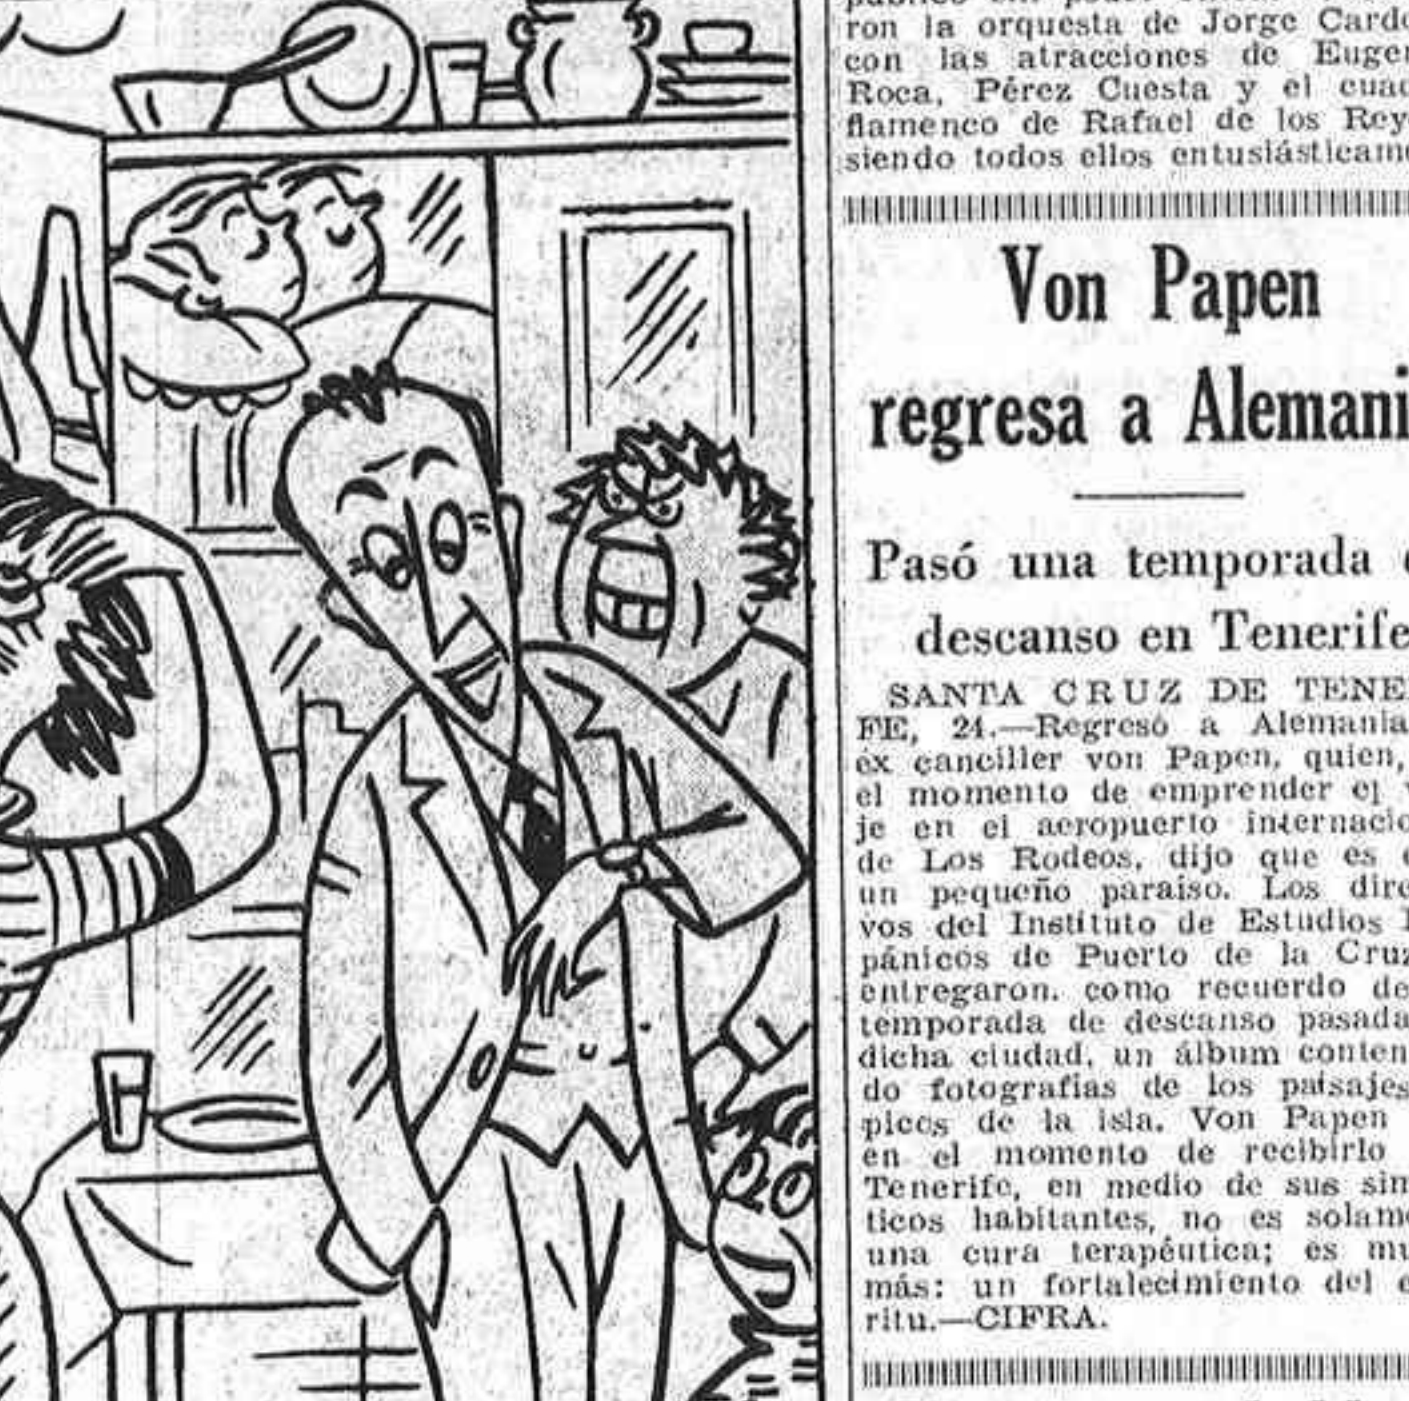 ron la orquesta de Jorge Cardo
con las atracciones de Eugen
Roca, Pérez Cuesta y el cuad
flamenco de Rafael de los Reye
siendo todos ellos entusiásticame
Von Papen
regresa a Alemani
Pasó una temporada
descanso en Tenerife
SANTA CRUZ DE TENE
FE, 24.—Regresó a Alemania
ex canciller von Papen, quien,
el momento de emprender el v
je en el aeropuerto internacio
de Los Rodeos, dijo que es
un pequeño paraiso. Los dire
vos del Instituto de Estudios
pánicos de Puerto de la Cruz
entregaron, como recuerdo de
temporada de descanso pasada
dicha ciudad, un álbum conten
do fotografias de los paisajes
picos de la isla. Von Papen
en el momento de recibirlo
Tenerife, en medio de sus sim
ticos habitantes, no es solame
una cura terapéutica; es mu
más: un fortalecimiento del e
ritu.—CIFRA.